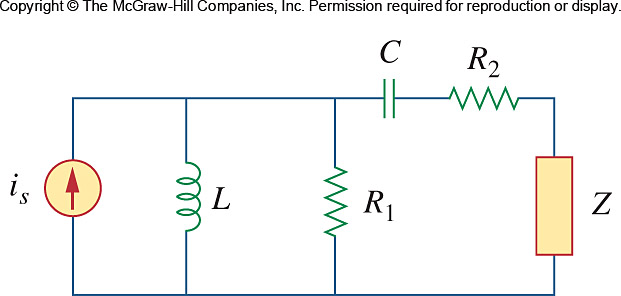 Copyright © The McGraw-Hill Companies, Inc. Permission required for reproduction or display.
C
R₂
iₛ
L
R₁
Z